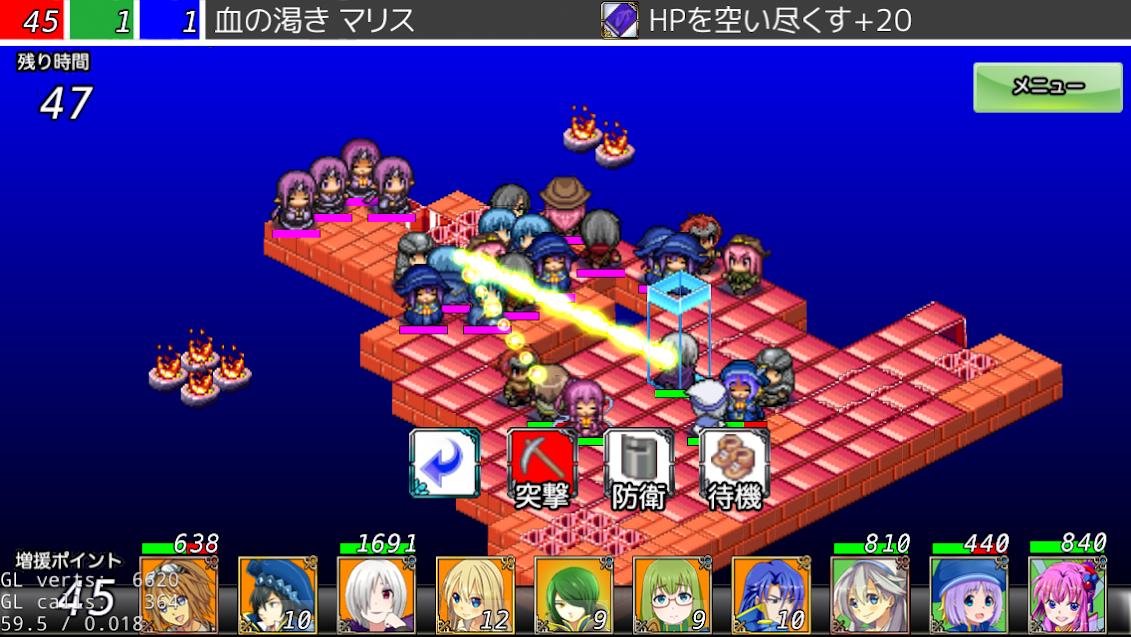 45 1 1 血の渇き マリス HPを空い尽くす+20
残り時間
47
メニュー
突撃 防衛 待機
638 1691 810 440 840
増援ポイント
45
10 12 9 9 10
GL verts: 6620
GL calls: 364
59.5 / 0.018